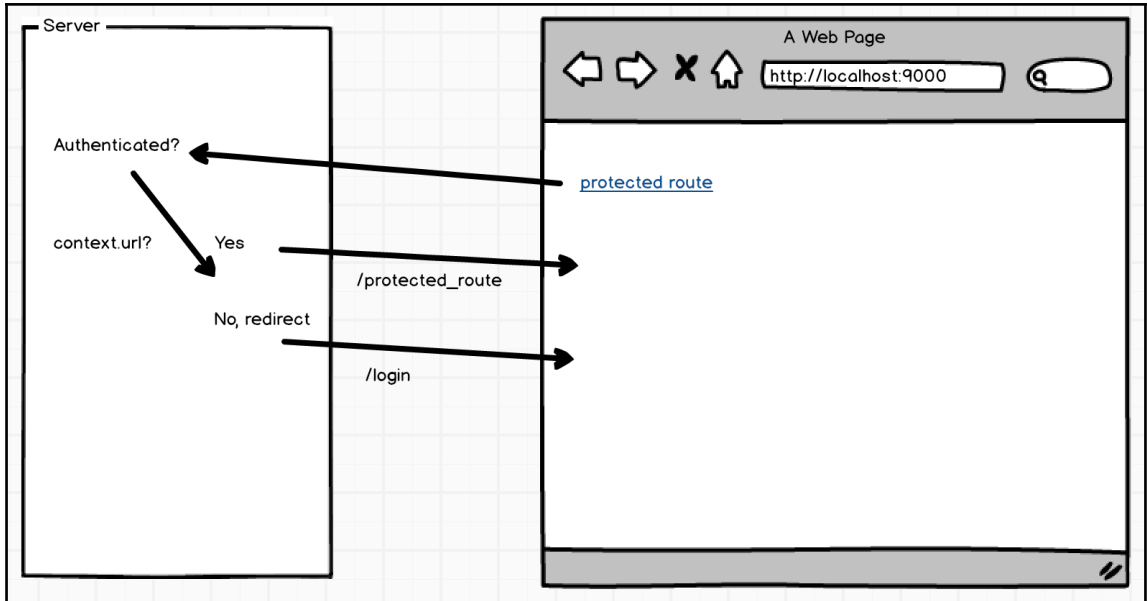 Server
A Web Page
http://localhost:9000
Authenticated?
protected route
context.url?
Yes
/protected_route
No, redirect
/login